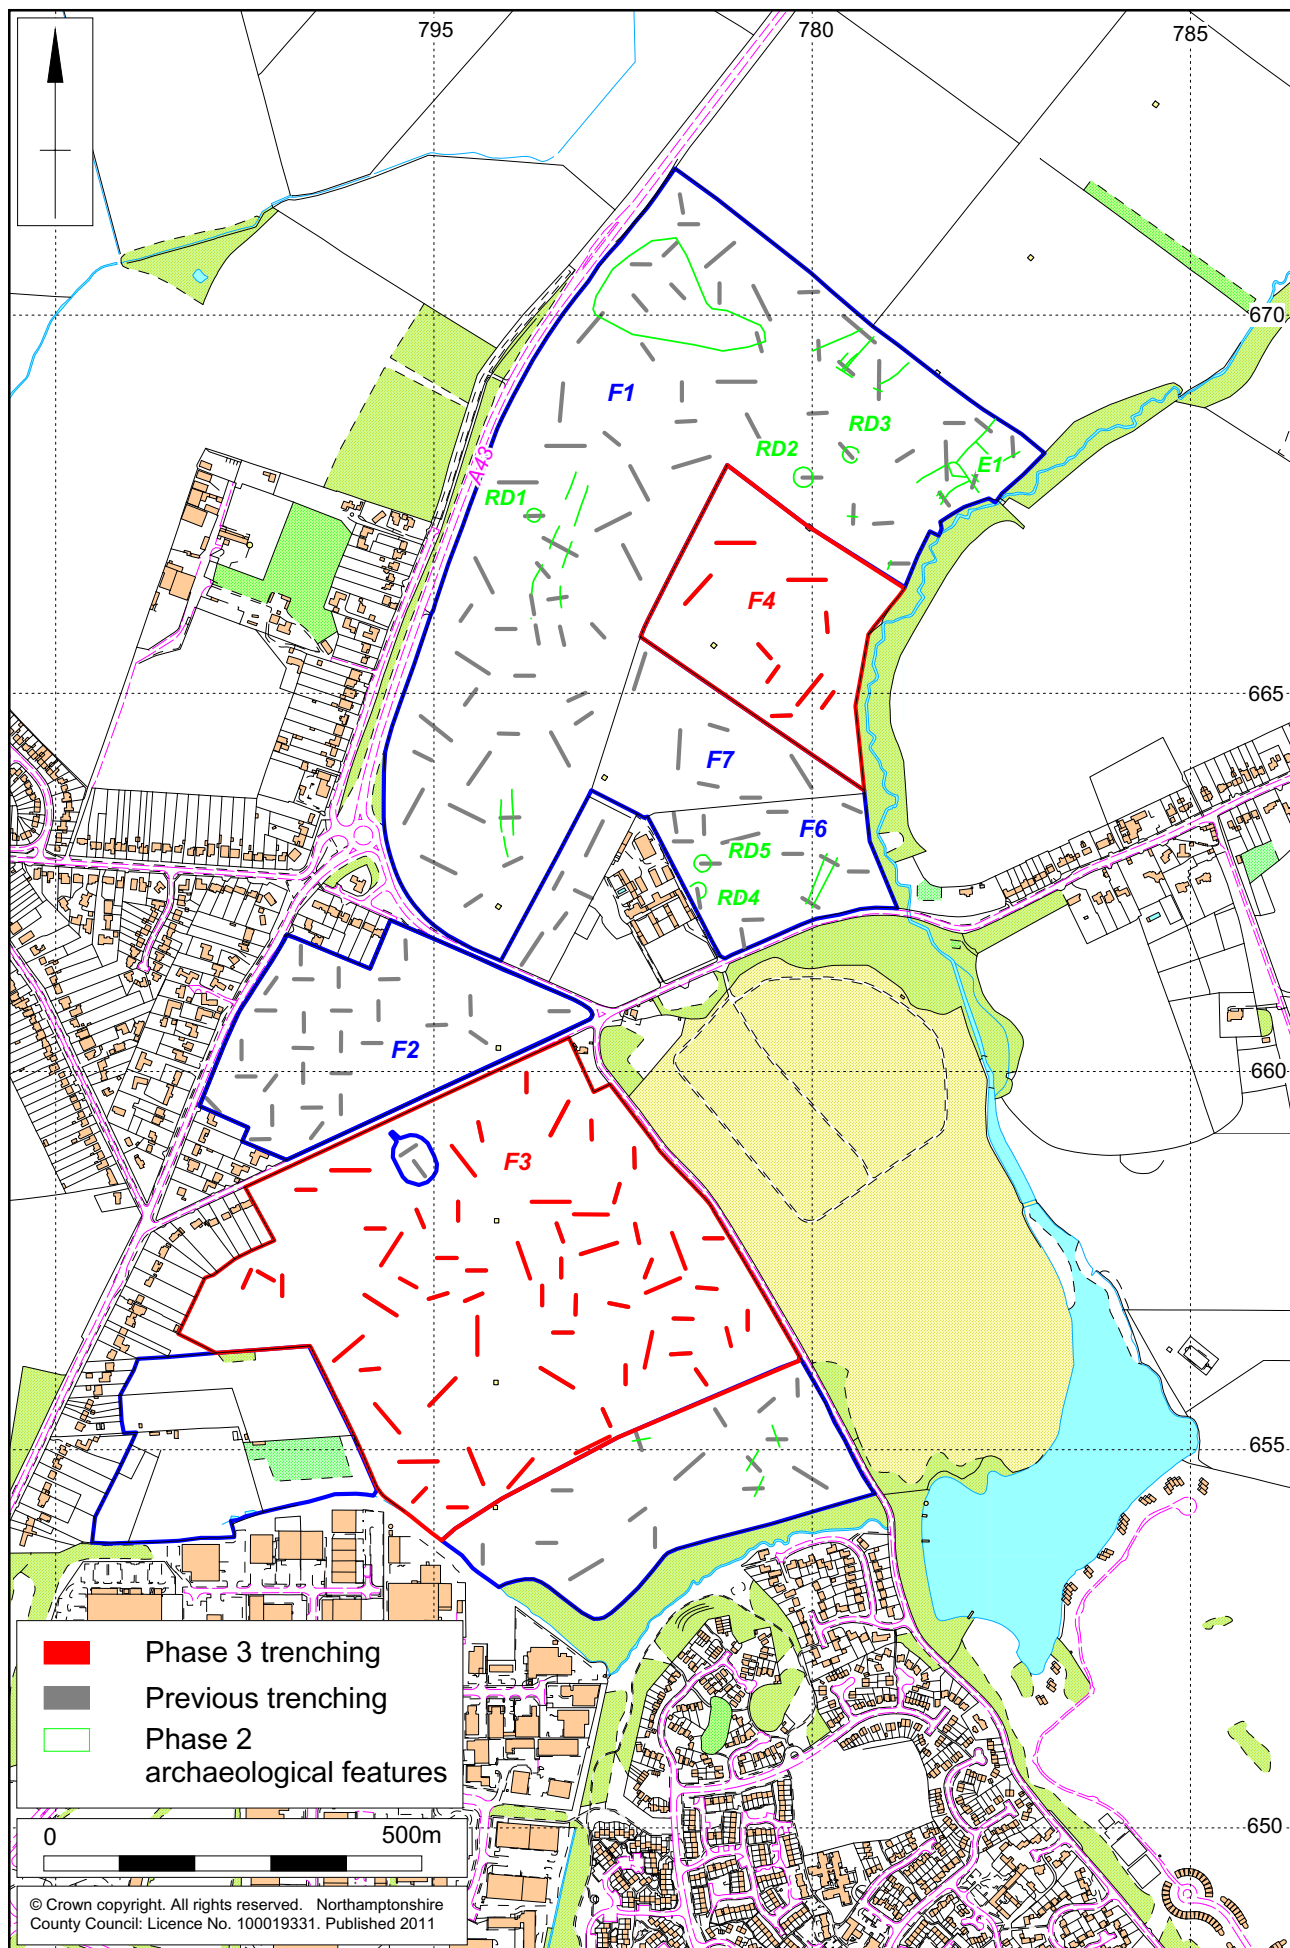 795
780
785
670
F1
RD3
RD2
A43
E1
RD1
F4
665
F7
F6
RD5
RD4
F2
660
F3
655
Phase 3 trenching
Previous trenching
Phase 2
archaeological features
0 500m
650
© Crown copyright. All rights reserved. Northamptonshire
County Council: Licence No. 100019331. Published 2011